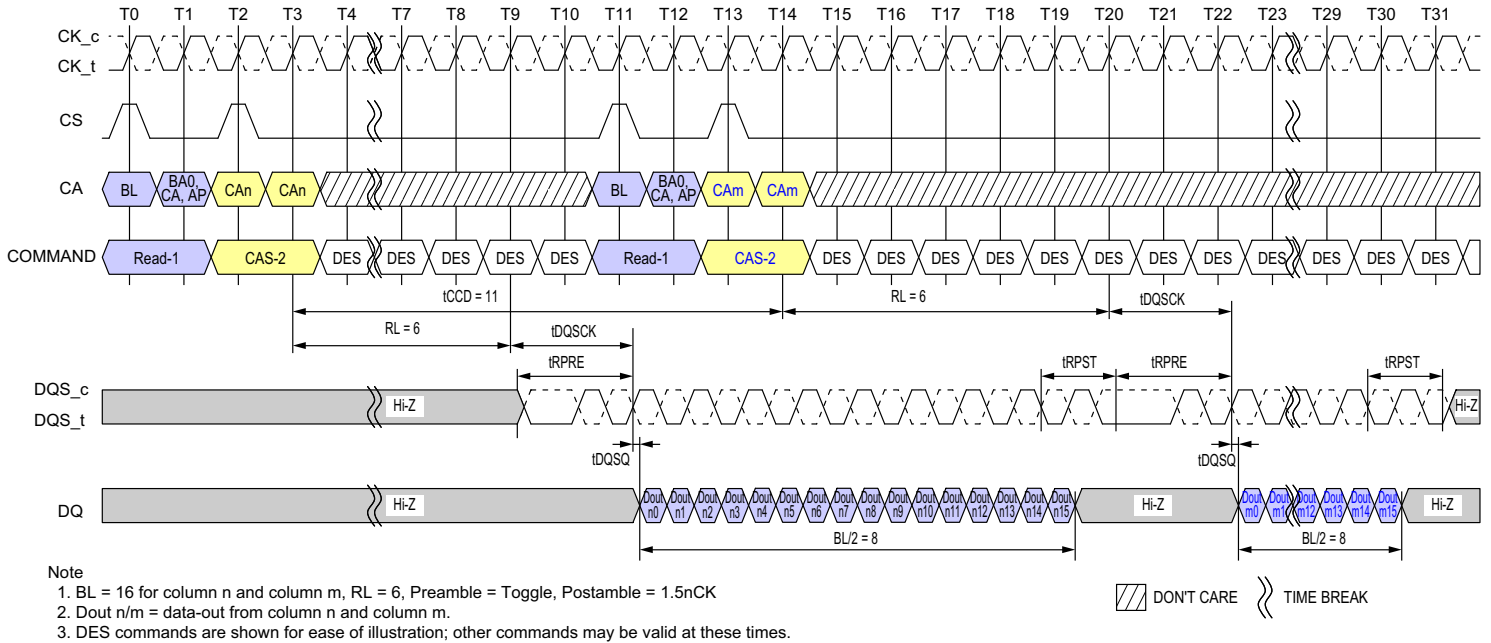 T0 T1 T2 T3 T4 T7 T8 T9 T10 T11 T12 T13 T14 T15 T16 T17 T18 T19 T20 T21 T22 T23 T29 T30 T31
CK_c
CK_t
CS
CA
BL
BA0, CA, AP
CAn
CAn
BL
BA0, CA, AP
CAm
CAm
COMMAND
Read-1 CAS-2 DES DES DES DES DES Read-1 CAS-2 DES DES DES DES DES DES DES DES DES DES DES DES
tCCD = 11
RL = 6
tDQSCK
RL = 6
tDQSCK
tRPRE
tRPST
tRPRE
tRPST
DQS_c
DQS_t
Hi-Z
Hi-Z
tDQSQ
tDQSQ
DQ
Hi-Z
Dout n0
Dout n1
Dout n2
Dout n3
Dout n4
Dout n5
Dout n6
Dout n7
Dout n8
Dout n9
Dout n10
Dout n11
Dout n12
Dout n13
Dout n14
Dout n15
Hi-Z
Dout m0
Dout m1
Dout m12
Dout m13
Dout m14
Dout m15
Hi-Z
BL/2 = 8
BL/2 = 8
Note
1. BL = 16 for column n and column m, RL = 6, Preamble = Toggle, Postamble = 1.5nCK
2. Dout n/m = data-out from column n and column m.
3. DES commands are shown for ease of illustration; other commands may be valid at these times.
DON'T CARE
TIME BREAK